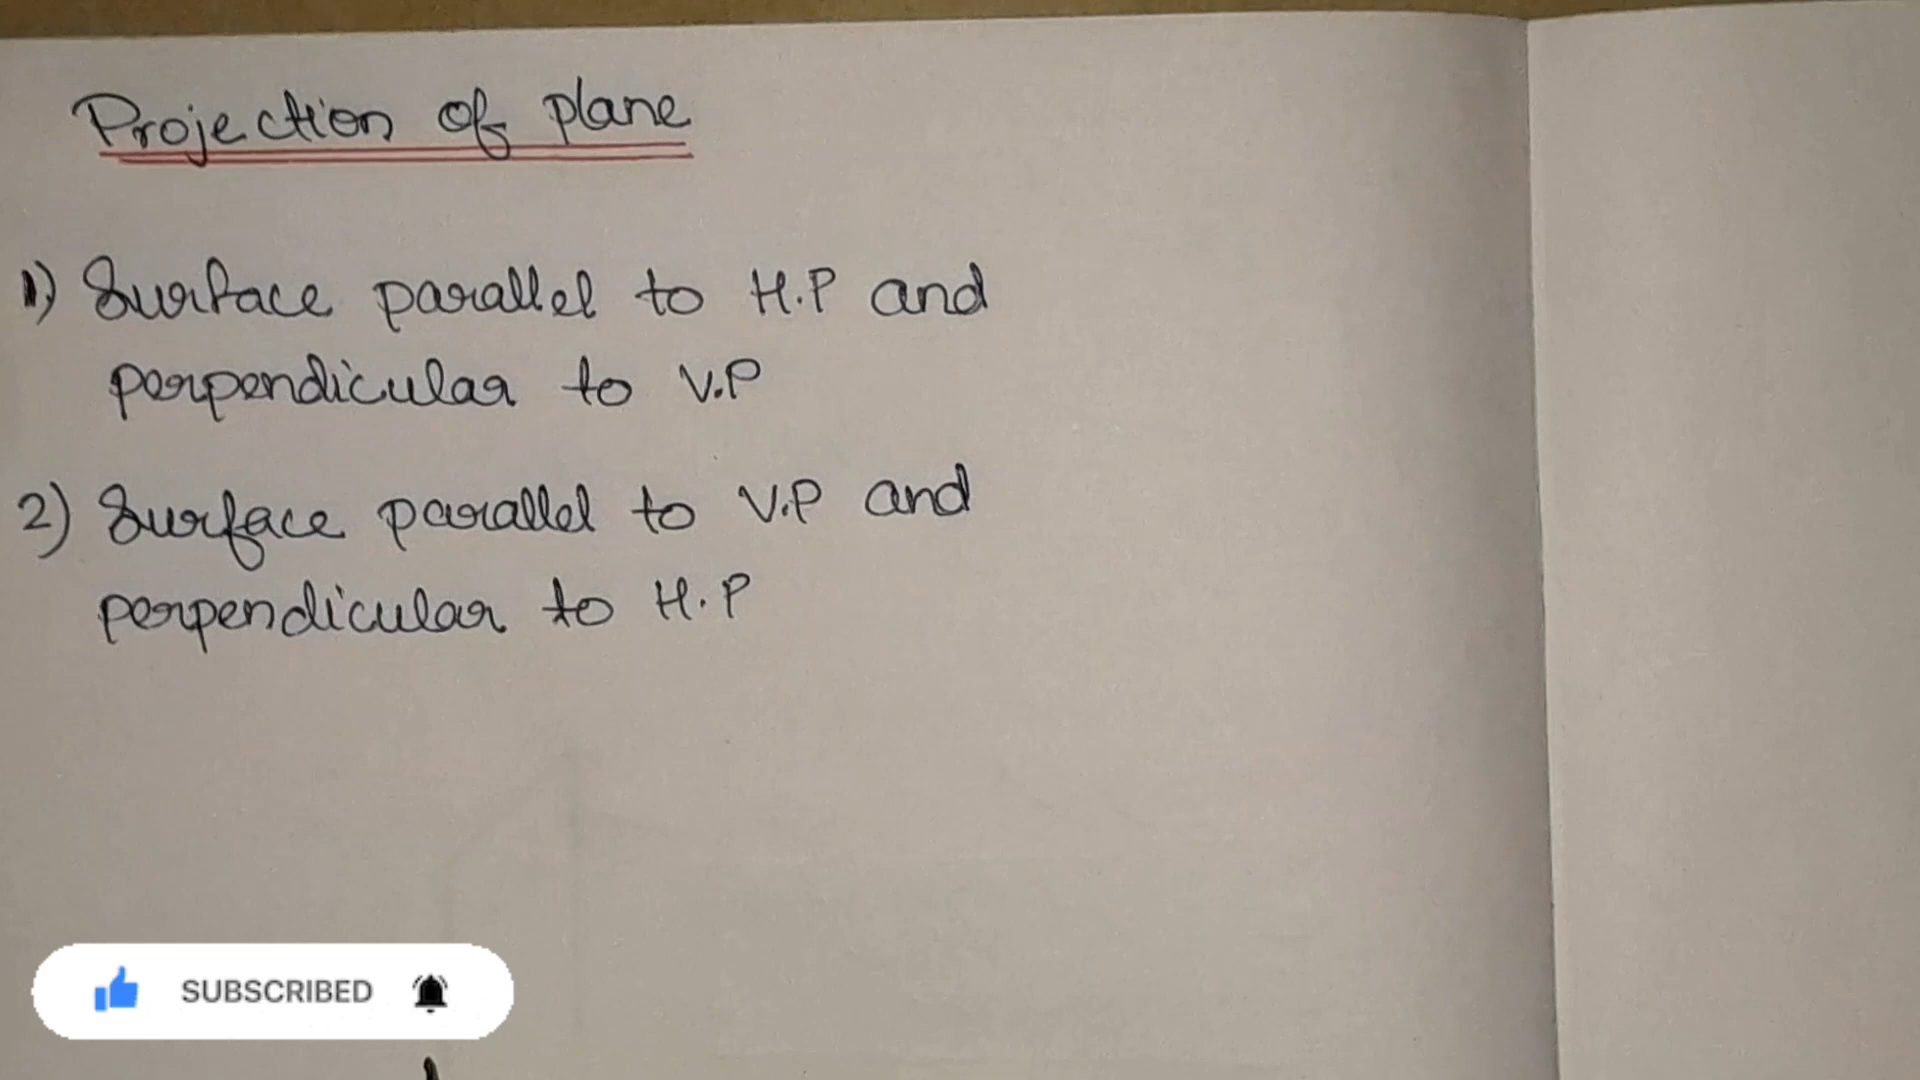 Projection of plane
1) Surface parallel to H.P and
perpendicular to V.P
2) Surface parallel to V.P and
perpendicular to H.P
SUBSCRIBED